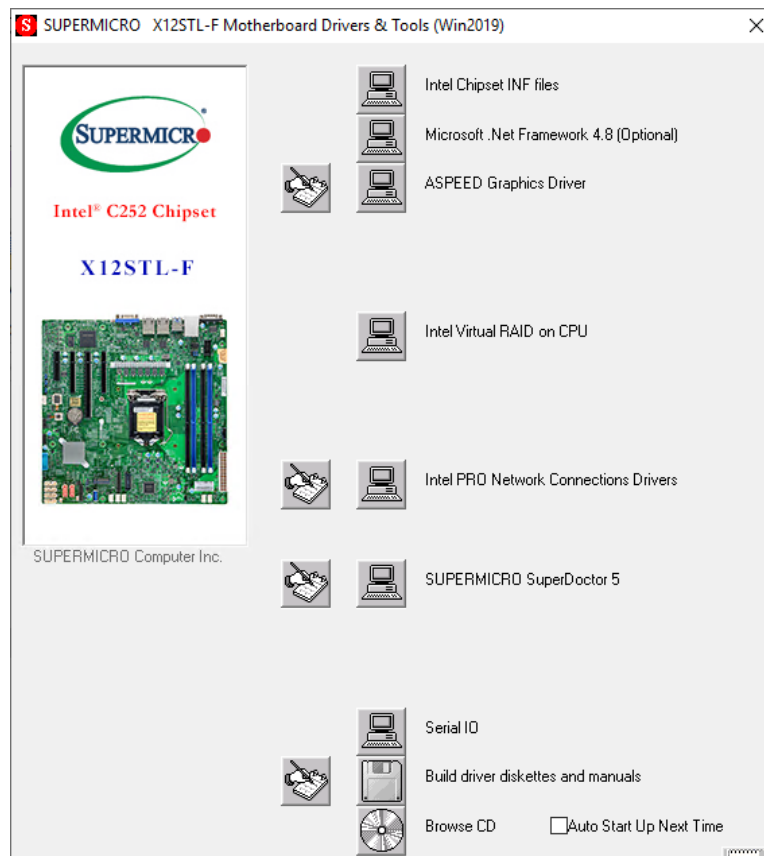 SUPERMICRO X12STL-F Motherboard Drivers & Tools (Win2019)
SUPERMICR
Intel® C252 Chipset
X12STL-F
SUPERMICRO Computer Inc.
Intel Chipset INF files
Microsoft .Net Framework 4.8 (Optional)
ASPEED Graphics Driver
Intel Virtual RAID on CPU
Intel PRO Network Connections Drivers
SUPERMICRO SuperDoctor 5
Serial IO
Build driver diskettes and manuals
Browse CD
Auto Start Up Next Time